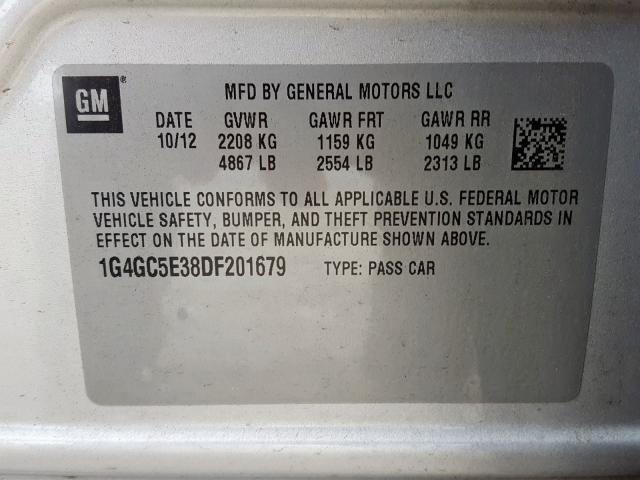 GM ®
MFD BY GENERAL MOTORS LLC
DATE GVWR GAWR FRT GAWR RR
10/12 2208 KG 1159 KG 1049 KG
4867 LB 2554 LB 2313 LB
THIS VEHICLE CONFORMS TO ALL APPLICABLE U.S. FEDERAL MOTOR
VEHICLE SAFETY, BUMPER, AND THEFT PREVENTION STANDARDS IN
EFFECT ON THE DATE OF MANUFACTURE SHOWN ABOVE.
1G4GC5E38DF201679 TYPE: PASS CAR